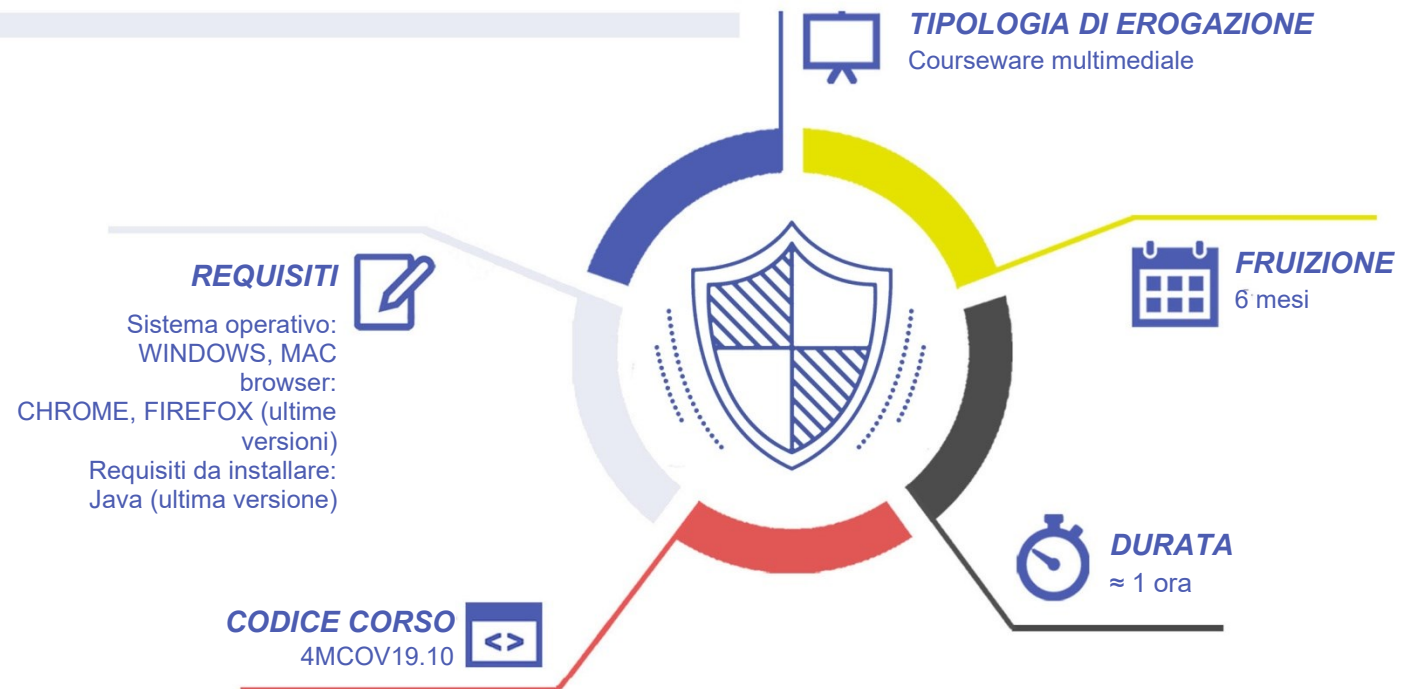 TIPOLOGIA DI EROGAZIONE
Courseware multimediale
FRUIZIONE
6 mesi
REQUISITI
Sistema operativo:
WINDOWS, MAC
browser:
CHROME, FIREFOX (ultime
versioni)
Requisiti da installare:
Java (ultima versione)
DURATA
≈ 1 ora
CODICE CORSO
4MCOV19.10
<>